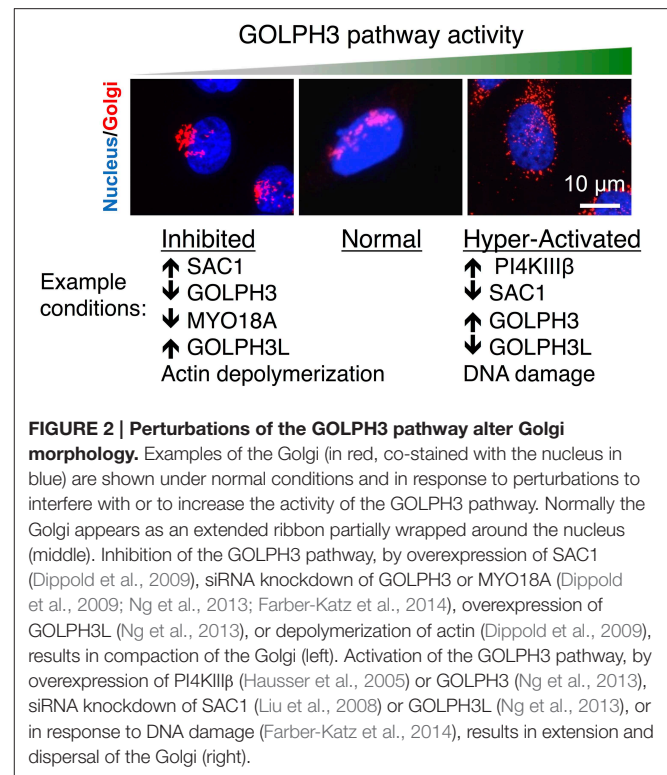 GOLPH3 pathway activity
Nucleus/Golgi
10 µm
Inhibited Normal Hyper-Activated
Example conditions:
↑ SAC1 ↑ PI4KIIIβ
↓ GOLPH3 ↓ SAC1
↓ MYO18A ↑ GOLPH3
↑ GOLPH3L ↓ GOLPH3L
Actin depolymerization DNA damage
FIGURE 2 | Perturbations of the GOLPH3 pathway alter Golgi
morphology. Examples of the Golgi (in red, co-stained with the nucleus in
blue) are shown under normal conditions and in response to perturbations to
interfere with or to increase the activity of the GOLPH3 pathway. Normally the
Golgi appears as an extended ribbon partially wrapped around the nucleus
(middle). Inhibition of the GOLPH3 pathway, by overexpression of SAC1
(Dippold et al., 2009), siRNA knockdown of GOLPH3 or MYO18A (Dippold
et al., 2009; Ng et al., 2013; Farber-Katz et al., 2014), overexpression of
GOLPH3L (Ng et al., 2013), or depolymerization of actin (Dippold et al., 2009),
results in compaction of the Golgi (left). Activation of the GOLPH3 pathway, by
overexpression of PI4KIIIβ (Hausser et al., 2005) or GOLPH3 (Ng et al., 2013),
siRNA knockdown of SAC1 (Liu et al., 2008) or GOLPH3L (Ng et al., 2013), or
in response to DNA damage (Farber-Katz et al., 2014), results in extension and
dispersal of the Golgi (right).